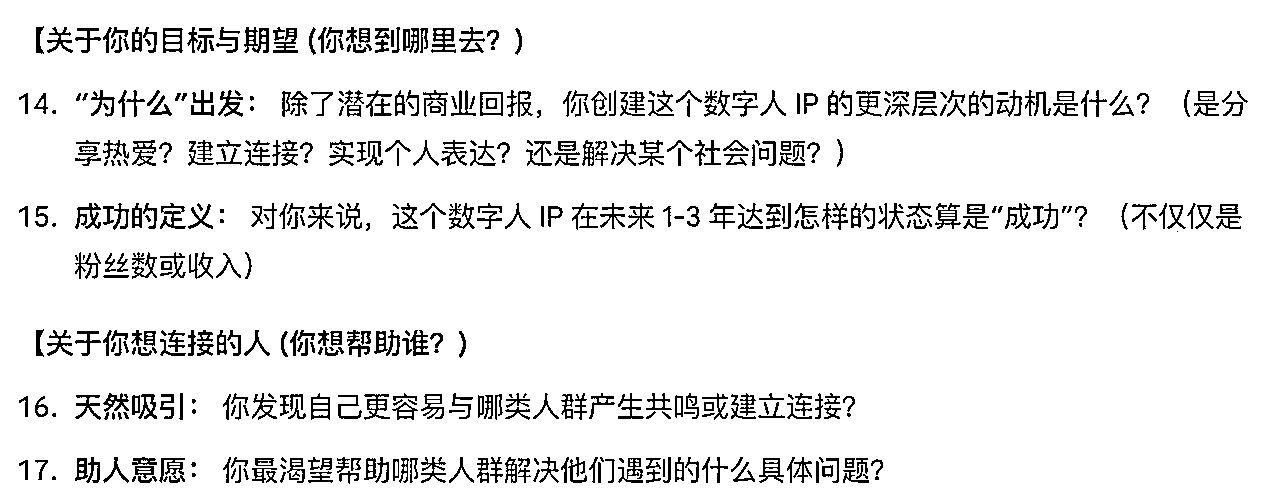 【关于你的目标与期望 (你想到哪里去？)
14. “为什么”出发： 除了潜在的商业回报，你创建这个数字人 IP 的更深层次的动机是什么？（是分
享热爱？建立连接？实现个人表达？还是解决某个社会问题？）
15. 成功的定义： 对你来说，这个数字人 IP 在未来 1-3 年达到怎样的状态算是“成功”？（不仅仅是
粉丝数或收入）
【关于你想连接的人 (你想帮助谁？)
16. 天然吸引： 你发现自己更容易与哪类人群产生共鸣或建立连接？
17. 助人意愿： 你最渴望帮助哪类人群解决他们遇到的什么具体问题？